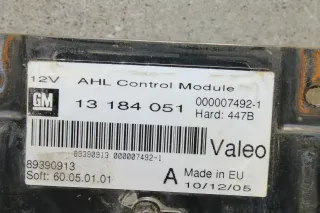 12V AHL Control Module
GM 13 184 051 000007492-1
Hard: 447B
89390913 000007492-1
Valeo
89390913
Soft: 60.05.01.01
A Made in EU
10/12/05